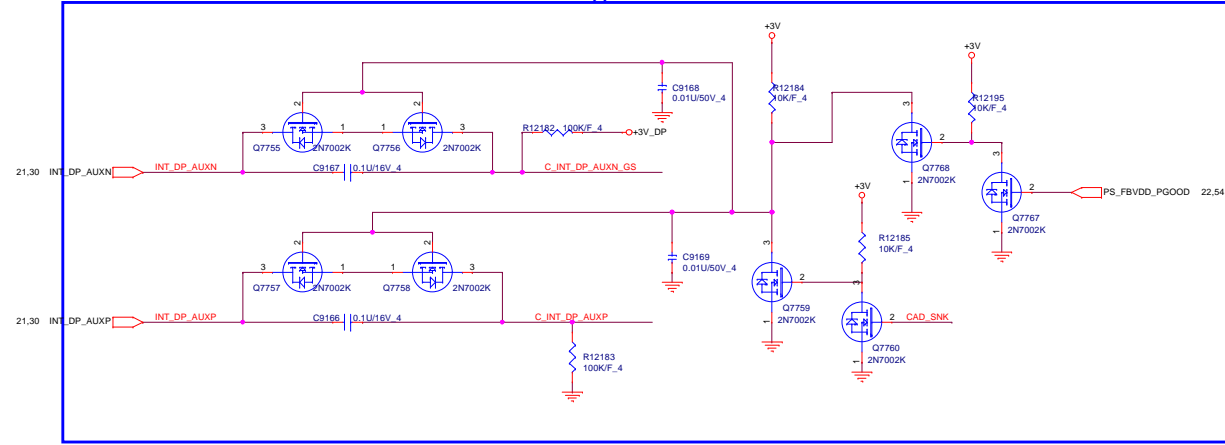 +3V
+3V
C9168
0.01U/50V_4
R12184
10K/F_4
R12195
10K/F_4
2
2
3
1
1
3
Q7755
2N7002K
Q7756
2N7002K
R12182 100K/F_4
+3V_DP
3
2
1
Q7768
2N7002K
3
2
1
Q7767
2N7002K
PS_FBVDD_PGOOD 22,54
21,30 INT_DP_AUXN
INT_DP_AUXN
C9167
0.1U/16V_4
C_INT_DP_AUXN_GS
+3V
R12185
10K/F_4
2
2
3
1
1
3
Q7757
2N7002K
Q7758
2N7002K
C9169
0.01U/50V_4
3
2
1
Q7759
2N7002K
3
2
1
Q7760
2N7002K
CAD_SNK
21,30 INT_DP_AUXP
INT_DP_AUXP
C9166
0.1U/16V_4
C_INT_DP_AUXP
R12183
100K/F_4